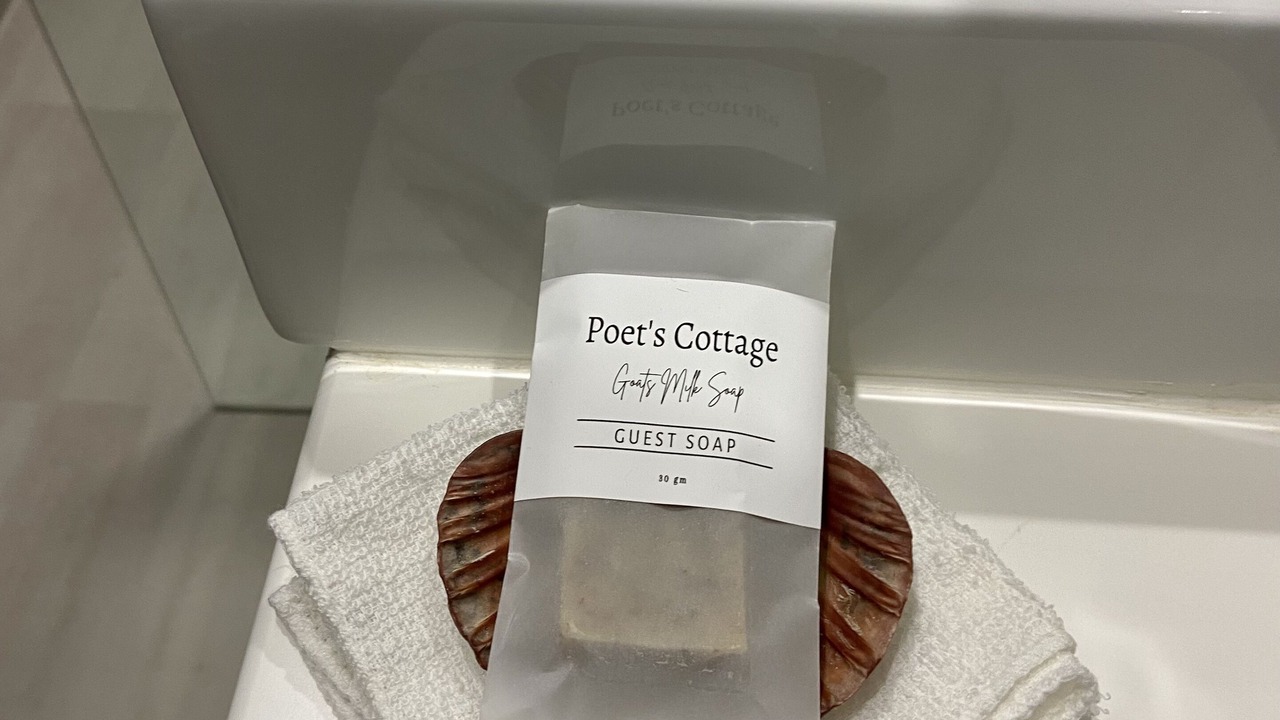 Poet's Cottage
Goats Milk Soap
GUEST SOAP
30 gm